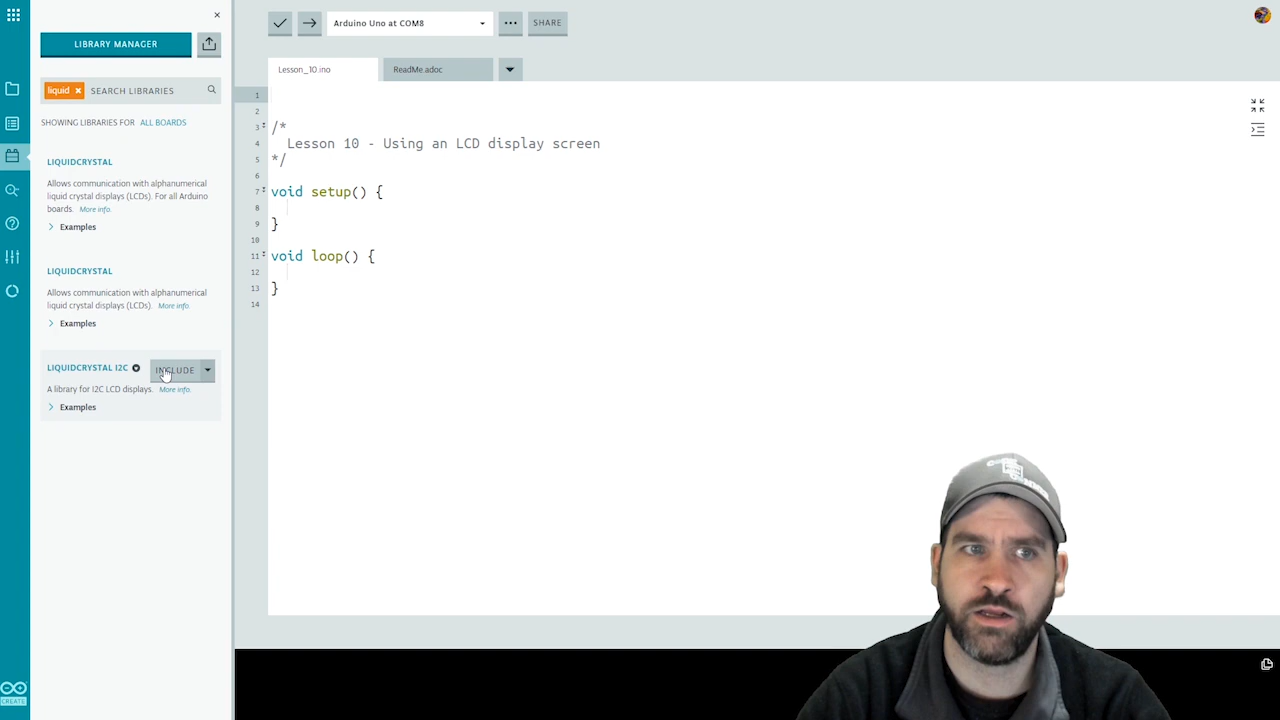 LIBRARY MANAGER
liquid x SEARCH LIBRARIES
SHOWING LIBRARIES FOR ALL BOARDS
LIQUIDCRYSTAL
Allows communication with alphanumerical
liquid crystal displays (LCDs). For all Arduino
boards. More info.
Examples
LIQUIDCRYSTAL
Allows communication with alphanumerical
liquid crystal displays (LCDs). More info.
Examples
LIQUIDCRYSTAL I2C INCLUDE
A library for I2C LCD displays. More info.
Examples
CREATE
Arduino Uno at COM8
SHARE
Lesson_10.ino ReadMe.adoc
1
2
3 /*
4 Lesson 10 - Using an LCD display screen
5 */
6
7 void setup() {
8
9 }
10
11 void loop() {
12
13 }
14